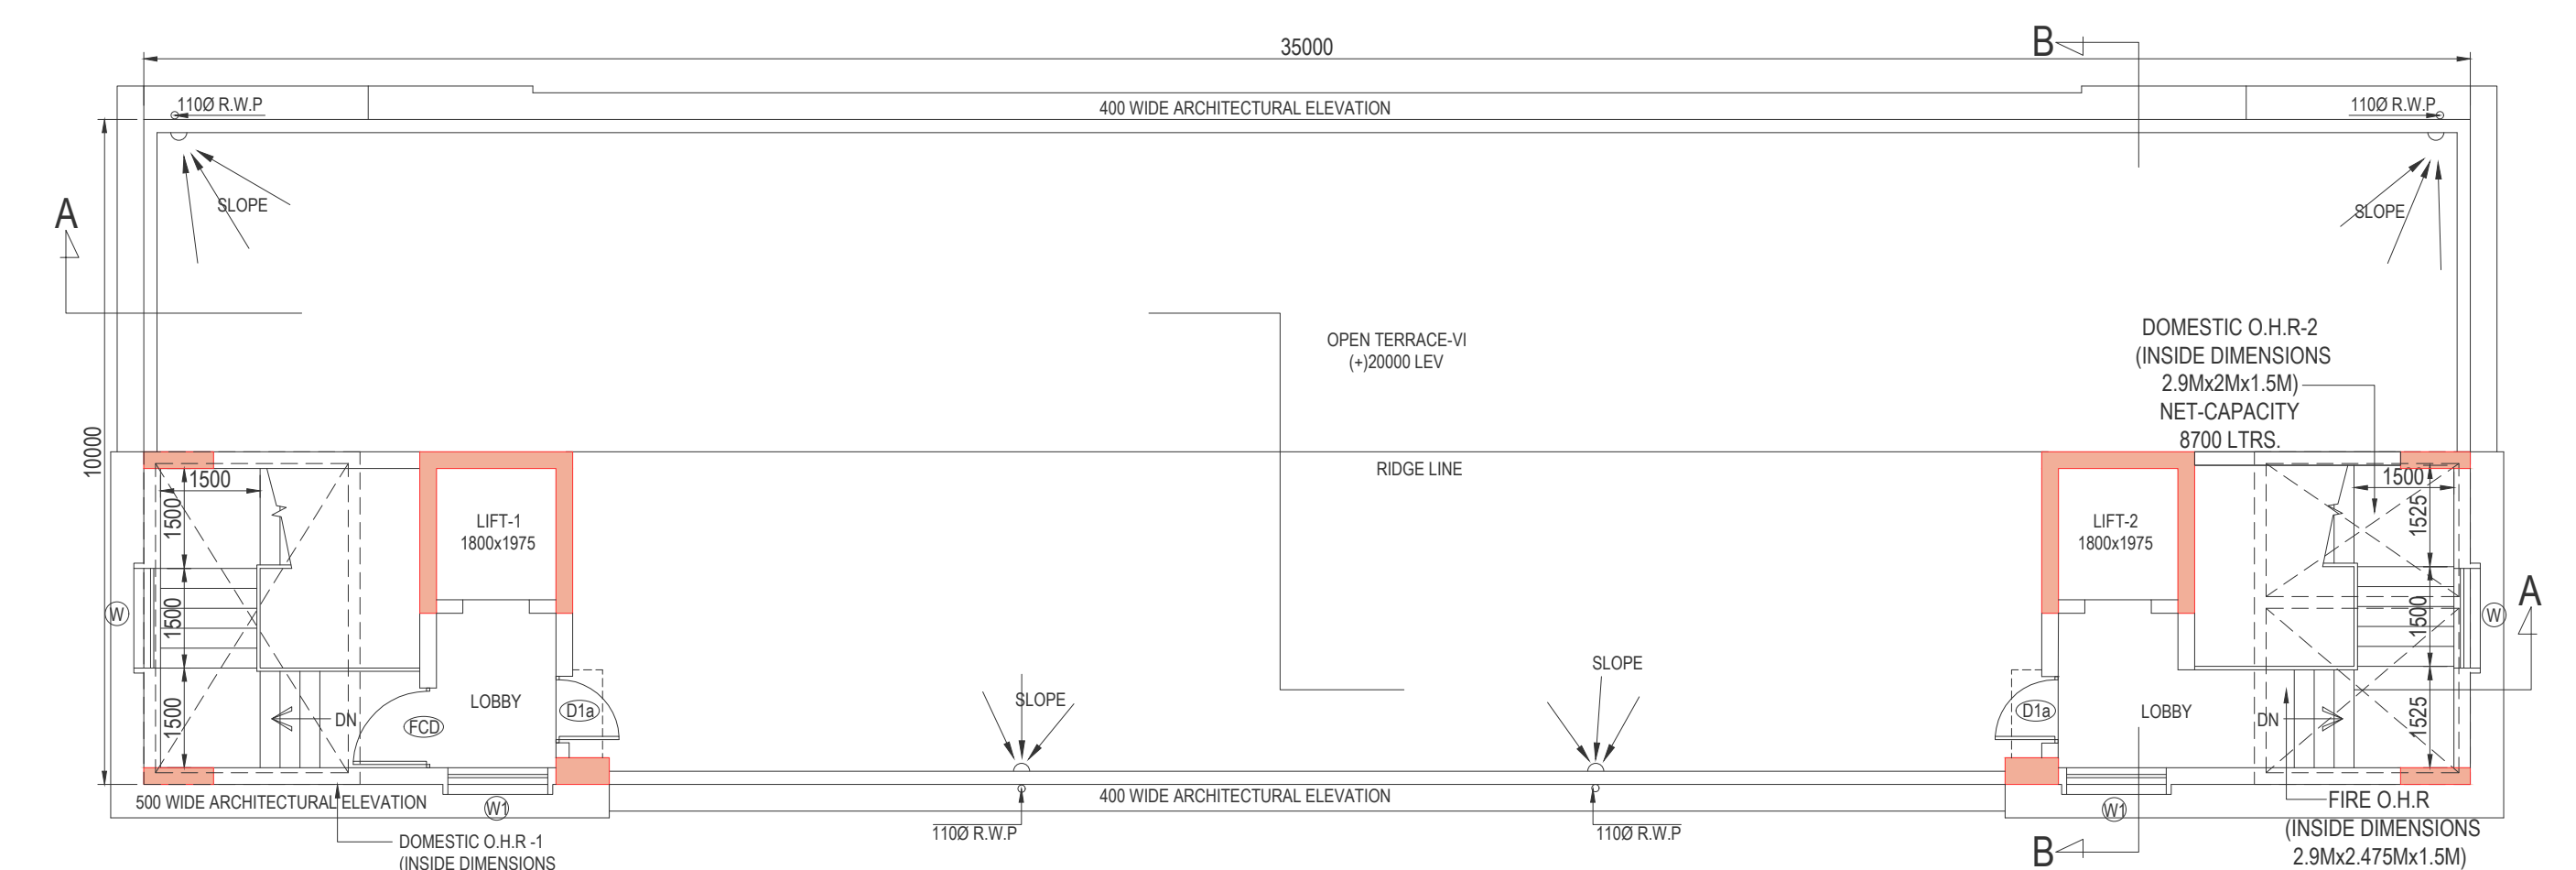 35000
B
400 WIDE ARCHITECTURAL ELEVATION
110Ø R.W.P
110Ø R.W.P
SLOPE
SLOPE
A
OPEN TERRACE-VI
(+)20000 LEV
DOMESTIC O.H.R-2
(INSIDE DIMENSIONS
2.9Mx2Mx1.5M)
NET-CAPACITY
8700 LTRS.
10000
RIDGE LINE
1500
1500
1500
1500
LIFT-1
1800x1975
LIFT-2
1800x1975
1500
1525
1500
1525
W
W
A
SLOPE
SLOPE
LOBBY
D1a
FCD
DN
D1a
LOBBY
DN
500 WIDE ARCHITECTURAL ELEVATION
W1
400 WIDE ARCHITECTURAL ELEVATION
W1
110Ø R.W.P
110Ø R.W.P
DOMESTIC O.H.R -1
(INSIDE DIMENSIONS
B
FIRE O.H.R
(INSIDE DIMENSIONS
2.9Mx2.475Mx1.5M)